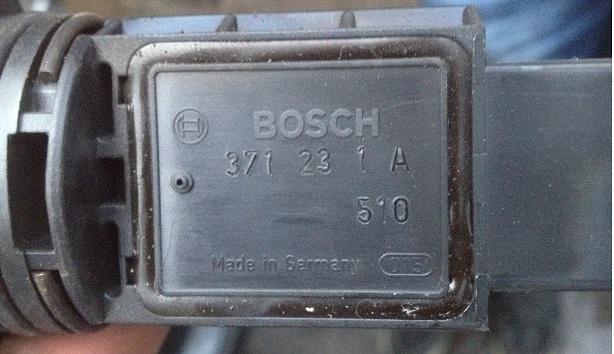 BOSCH
371 23 1 A
510
Made in Germany